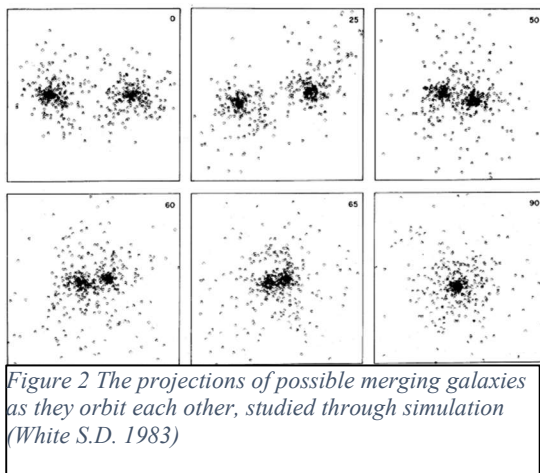 0
25
50
60
65
90
Figure 2 The projections of possible merging galaxies
as they orbit each other, studied through simulation
(White S.D. 1983)